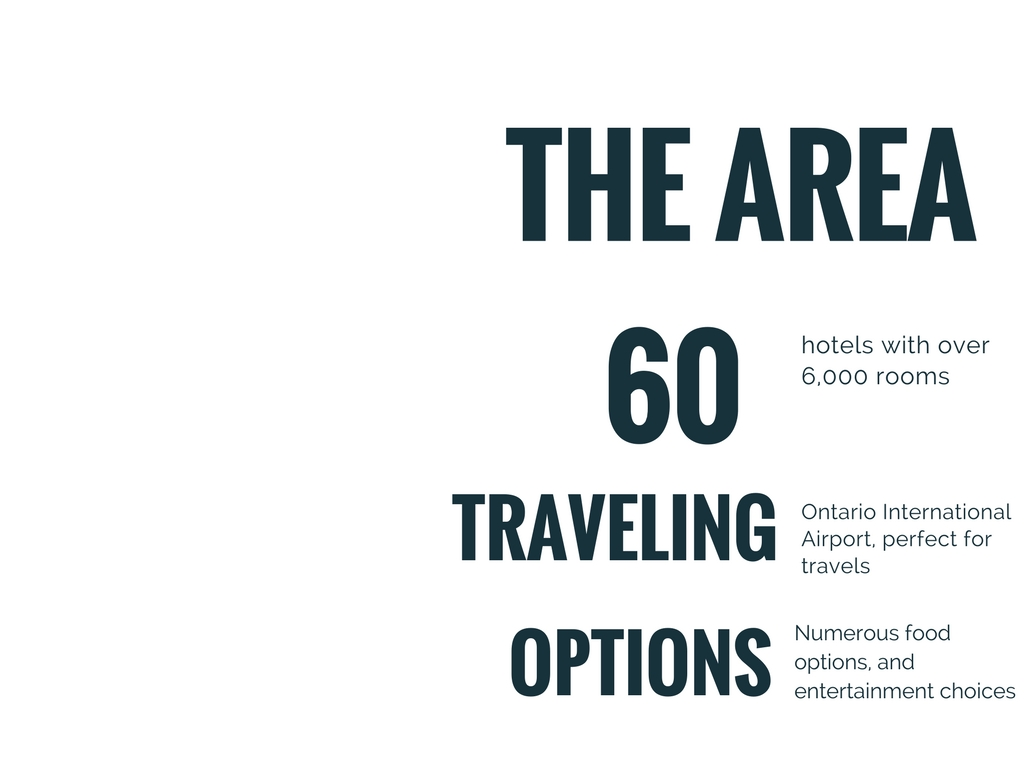 THE AREA
60
hotels with over
6,000 rooms
TRAVELING
Ontario International
Airport, perfect for
travels
OPTIONS
Numerous food
options, and
entertainment choices